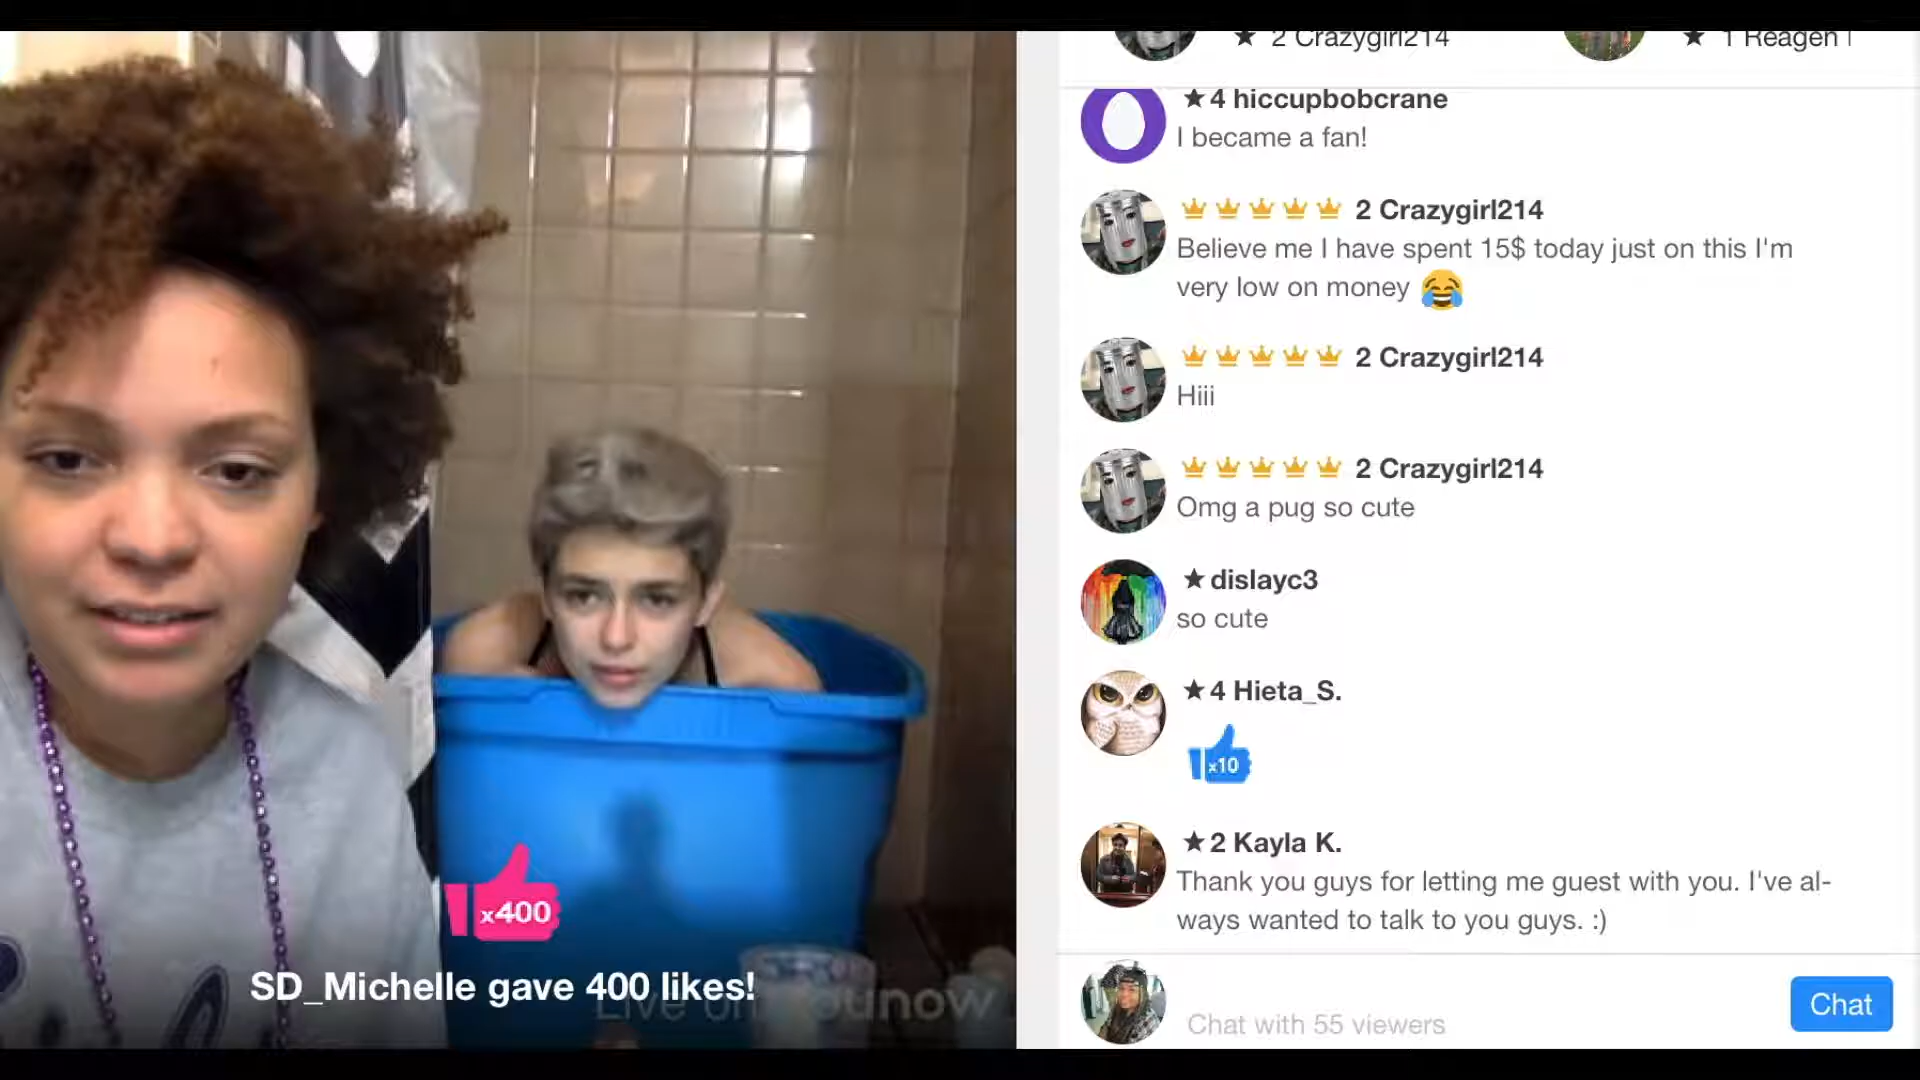 2 Crazygirl214
1 Reagen
4 hiccupbobcrane
I became a fan!
2 Crazygirl214
Believe me I have spent 15$ today just on this I'm
very low on money
2 Crazygirl214
Hiii
2 Crazygirl214
Omg a pug so cute
dislayc3
so cute
4 Hieta_S.
x10
2 Kayla K.
Thank you guys for letting me guest with you. I've al-
ways wanted to talk to you guys. :)
x400
SD_Michelle gave 400 likes!
Live on younow
Chat with 55 viewers
Chat